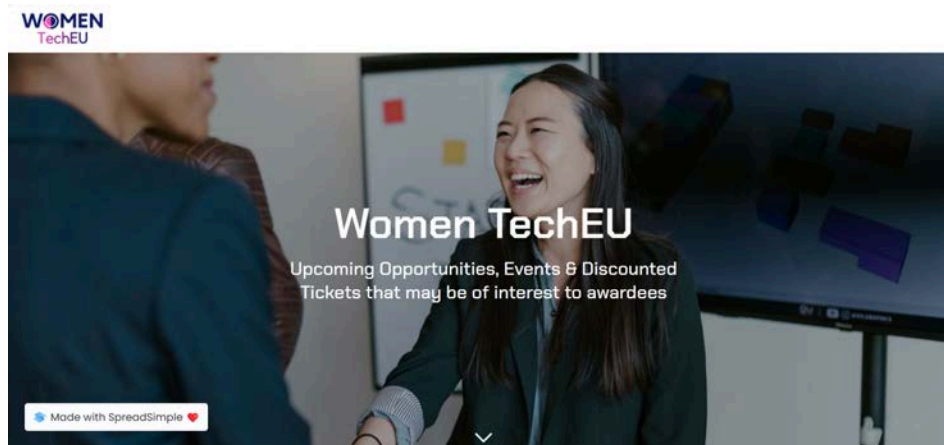 WOMEN
TechEU
Women TechEU
Upcoming Opportunities, Events & Discounted
Tickets that may be of interest to awardees
Made with SpreadSimple